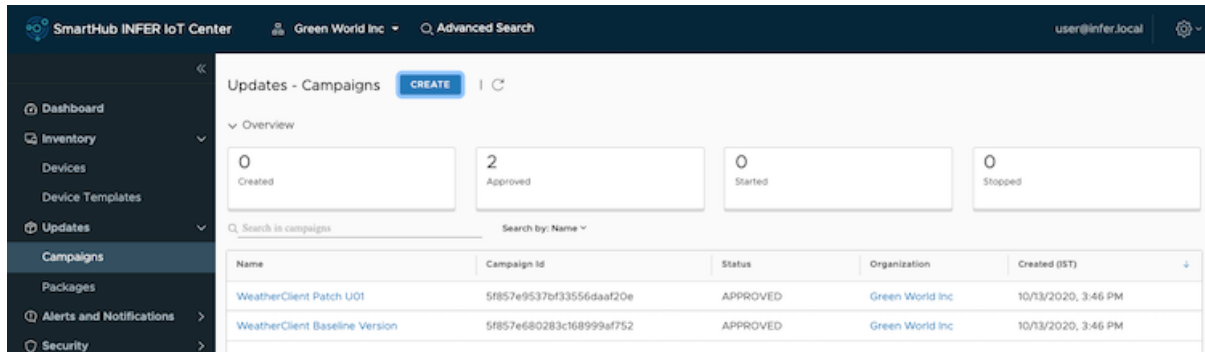 SmartHub INFER IoT Center Green World Inc Advanced Search user@infer.local
Dashboard
Inventory
Devices
Device Templates
Updates
Campaigns
Packages
Alerts and Notifications
Security
Updates - Campaigns CREATE
Overview
0 2 0 0
Created Approved Started Stopped
Search in campaigns Search by: Name
Name Campaign Id Status Organization Created (IST)
WeatherClient Patch U01 5f857e9537bf33556daaf20e APPROVED Green World Inc 10/13/2020, 3:46 PM
WeatherClient Baseline Version 5f857e680283c168999af752 APPROVED Green World Inc 10/13/2020, 3:46 PM